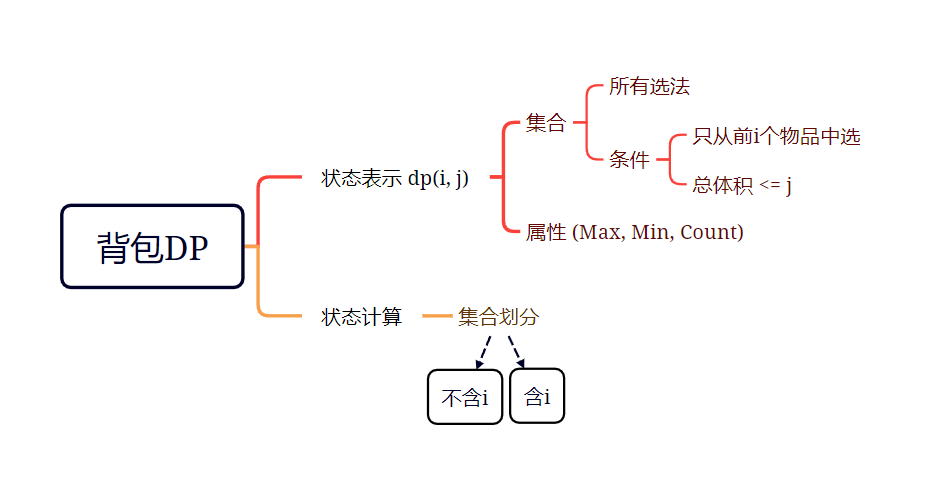 背包DP
状态表示 dp(i, j)
集合
所有选法
条件
只从前i个物品中选
总体积 <= j
属性 (Max, Min, Count)
状态计算
集合划分
不含i
含i